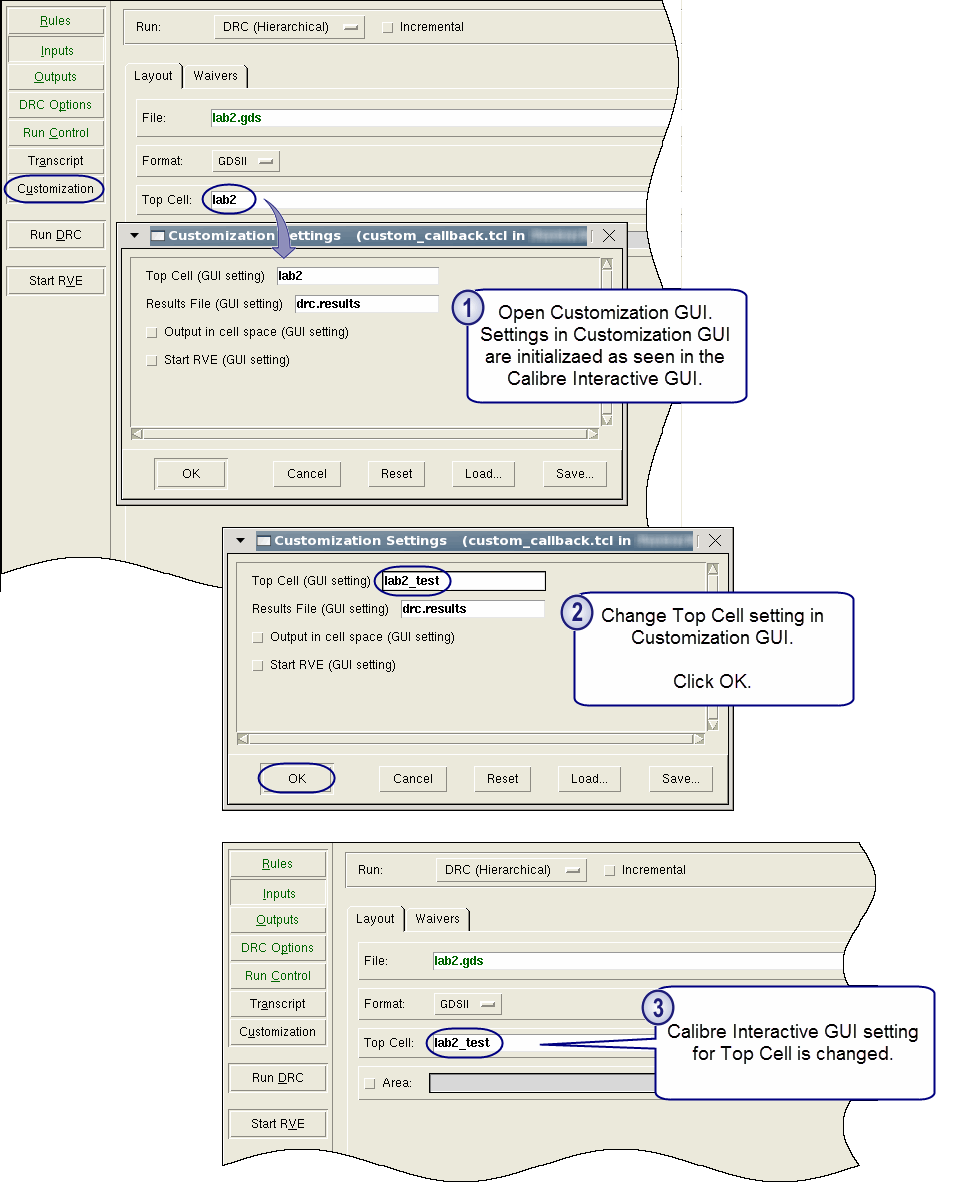 Rules
Inputs
Outputs
DRC Options
Run Control
Transcript
Customization
Run DRC
Start RVE
Run: DRC (Hierarchical) Incremental
Layout Waivers
File: lab2.gds
Format: GDSII
Top Cell: lab2
Customization Settings (custom_callback.tcl in
Top Cell (GUI setting) lab2
Results File (GUI setting) drc.results
Output in cell space (GUI setting)
Start RVE (GUI setting)
OK Cancel Reset Load... Save...
1
Open Customization GUI.
Settings in Customization GUI
are initializaed as seen in the
Calibre Interactive GUI.
Customization Settings (custom_callback.tcl in
Top Cell (GUI setting) lab2_test
Results File (GUI setting) drc.results
Output in cell space (GUI setting)
Start RVE (GUI setting)
OK Cancel Reset Load... Save...
2
Change Top Cell setting in
Customization GUI.
Click OK.
Rules
Inputs
Outputs
DRC Options
Run Control
Transcript
Customization
Run DRC
Start RVE
Run: DRC (Hierarchical) Incremental
Layout Waivers
File: lab2.gds
Format: GDSII
Top Cell: lab2_test
Area:
3
Calibre Interactive GUI setting
for Top Cell is changed.